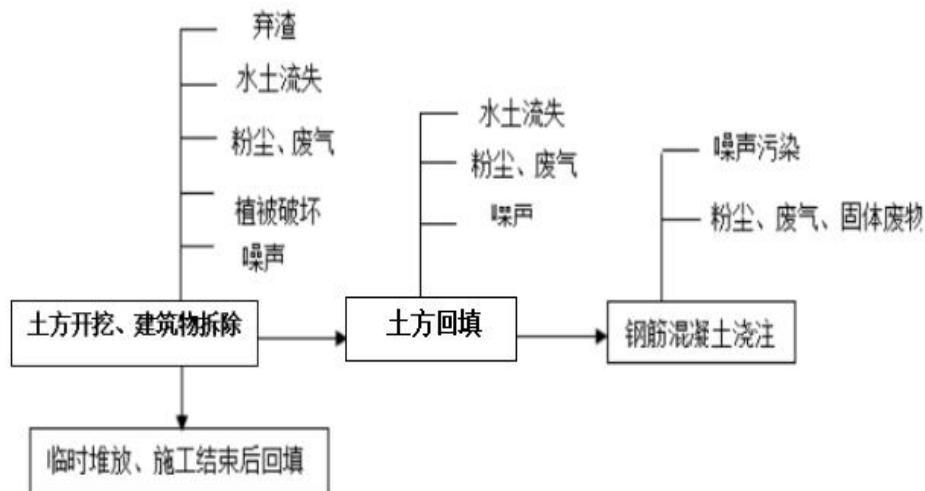 弃渣
水土流失
粉尘、废气
植被破坏
噪声
水土流失
粉尘、废气
噪声
噪声污染
粉尘、废气、固体废物
土方开挖、建筑物拆除
土方回填
钢筋混凝土浇注
临时堆放、施工结束后回填